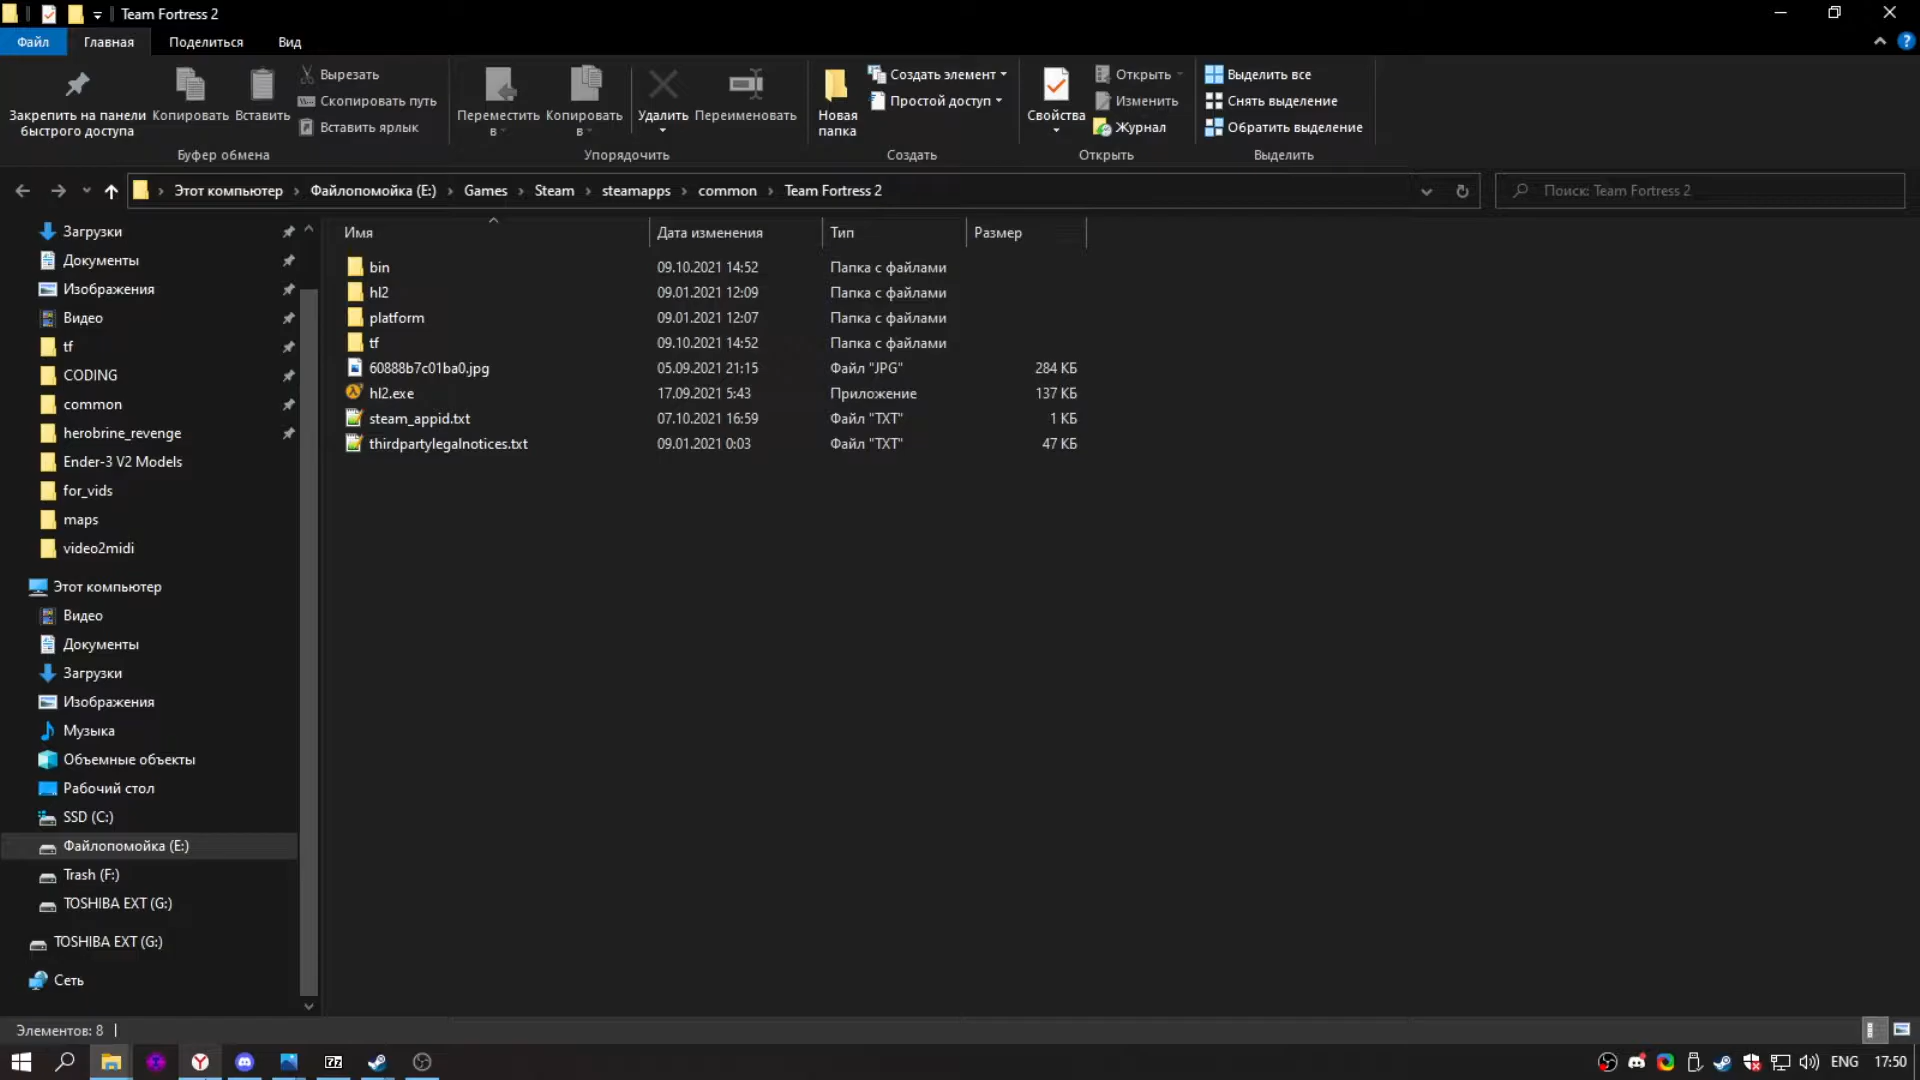 Team Fortress 2
Файл Главная Поделиться Вид
Закрепить на панели быстрого доступа
Копировать
Вставить
Вырезать
Скопировать путь
Вставить ярлык
Буфер обмена
Переместить в
Копировать в
Удалить
Переименовать
Упорядочить
Новая папка
Создать элемент
Простой доступ
Создать
Свойства
Открыть
Изменить
Журнал
Открыть
Выделить все
Снять выделение
Обратить выделение
Выделить
Этот компьютер Файлопомойка (E:) Games Steam steamapps common Team Fortress 2
Поиск: Team Fortress 2
Загрузки
Документы
Изображения
Видео
tf
CODING
common
herobrine_revenge
Ender-3 V2 Models
for_vids
maps
video2midi
Этот компьютер
Видео
Документы
Загрузки
Изображения
Музыка
Объемные объекты
Рабочий стол
SSD (C:)
Файлопомойка (E:)
Trash (F:)
TOSHIBA EXT (G:)
TOSHIBA EXT (G:)
Сеть
Имя Дата изменения Тип Размер
bin 09.10.2021 14:52 Папка с файлами
hl2 09.01.2021 12:09 Папка с файлами
platform 09.01.2021 12:07 Папка с файлами
tf 09.10.2021 14:52 Папка с файлами
60888b7c01ba0.jpg 05.09.2021 21:15 Файл "JPG" 284 КБ
hl2.exe 17.09.2021 5:43 Приложение 137 КБ
steam_appid.txt 07.10.2021 16:59 Файл "TXT" 1 КБ
thirdpartylegalnotices.txt 09.01.2021 0:03 Файл "TXT" 47 КБ
Элементов: 8
ENG 17:50